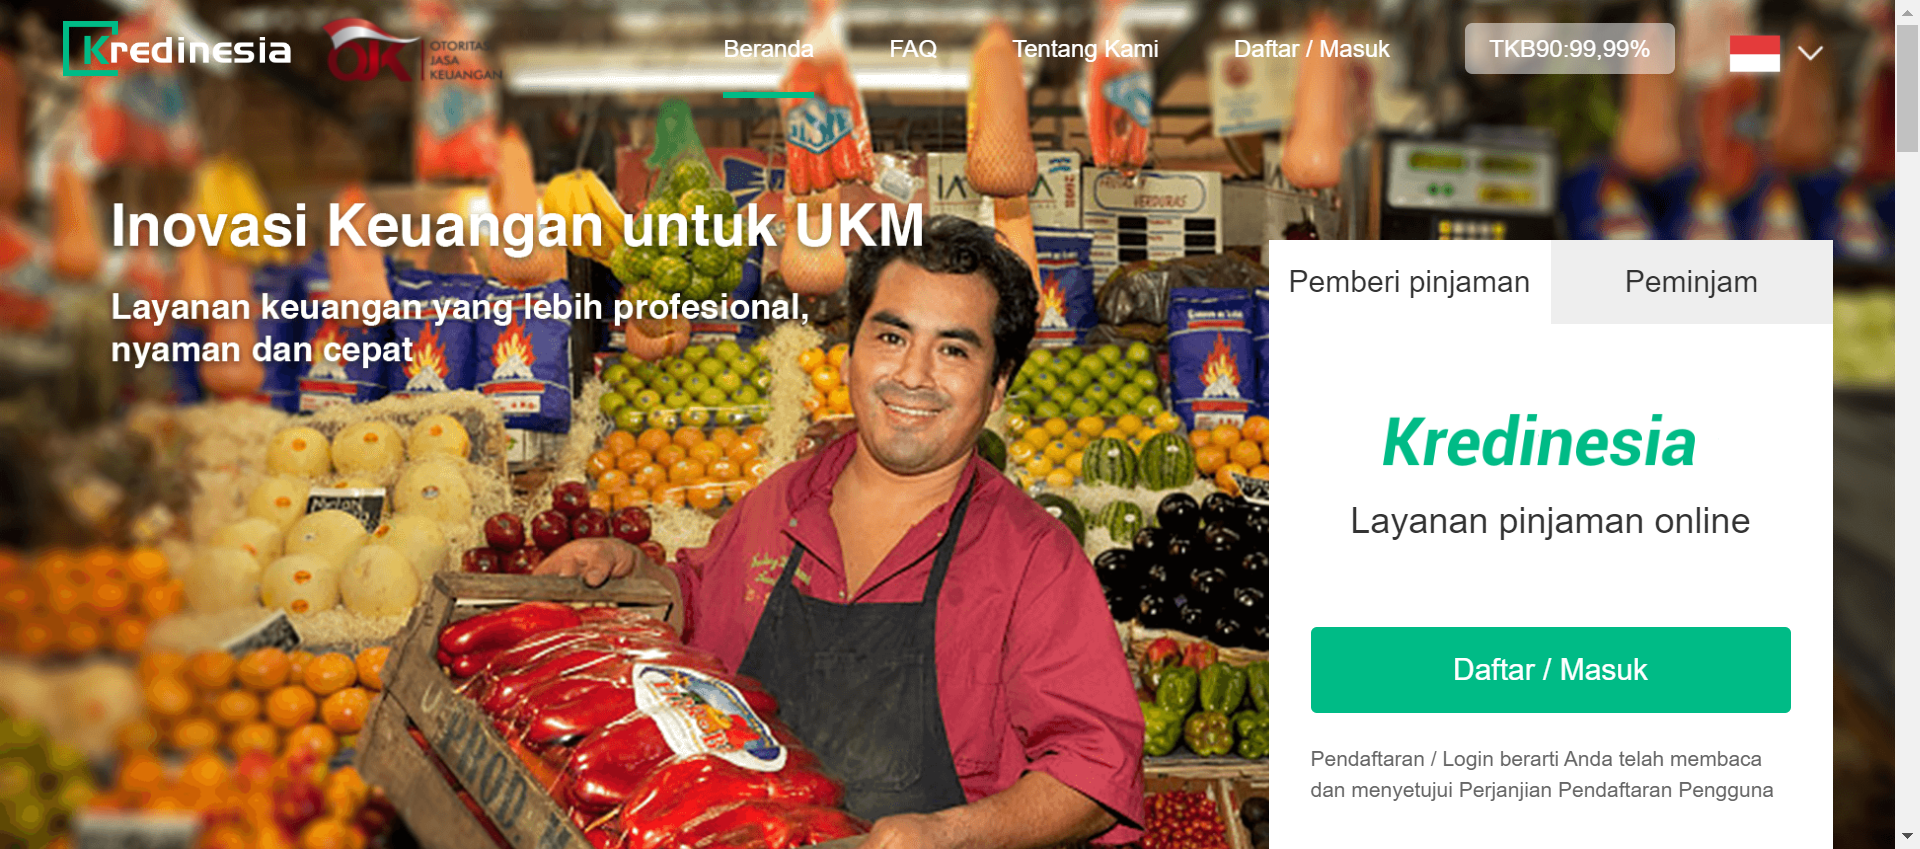 Kredinesia
OJK
OTORITAS
JASA
KEUANGAN
Beranda
FAQ
Tentang Kami
Daftar / Masuk
TKB90:99,99%
Inovasi Keuangan untuk UKM
Layanan keuangan yang lebih profesional,
nyaman dan cepat
VERDURAS
Pemberi pinjaman
Peminjam
Kredinesia
Layanan pinjaman online
Daftar / Masuk
Pendaftaran / Login berarti Anda telah membaca
dan menyetujui Perjanjian Pendaftaran Pengguna